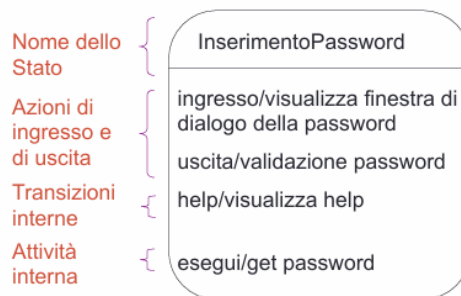 Nome dello
Stato
InserimentoPassword
Azioni di
ingresso e
di uscita
ingresso/visualizza finestra di
dialogo della password
uscita/validazione password
Transizioni
interne
help/visualizza help
Attività
interna
esegui/get password